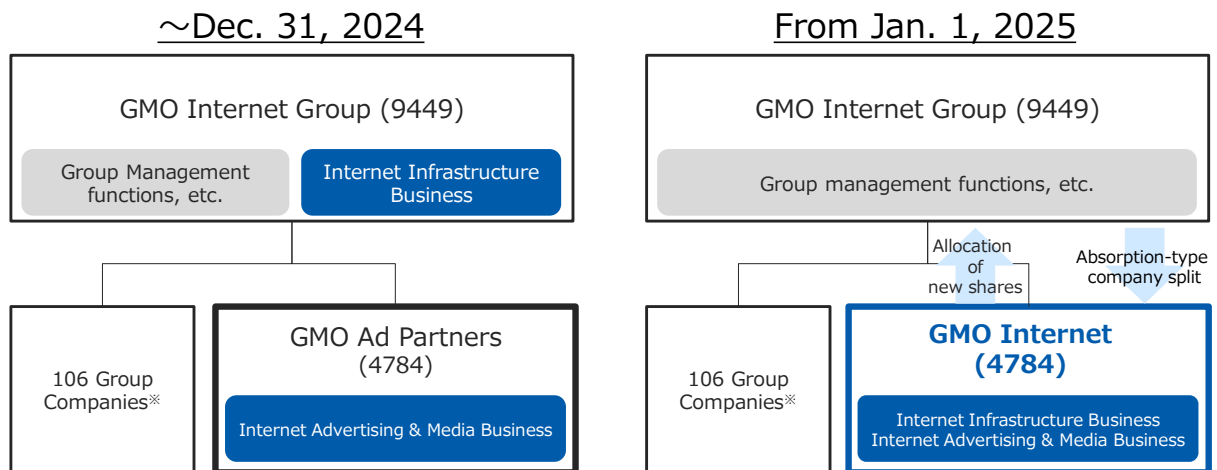 ～Dec. 31, 2024
GMO Internet Group (9449)
Group Management
functions, etc.
Internet Infrastructure
Business
106 Group
Companies※
GMO Ad Partners
(4784)
Internet Advertising & Media Business
From Jan. 1, 2025
GMO Internet Group (9449)
Group management functions, etc.
Allocation
of
new shares
Absorption-type
company split
106 Group
Companies※
GMO Internet
(4784)
Internet Infrastructure Business
Internet Advertising & Media Business